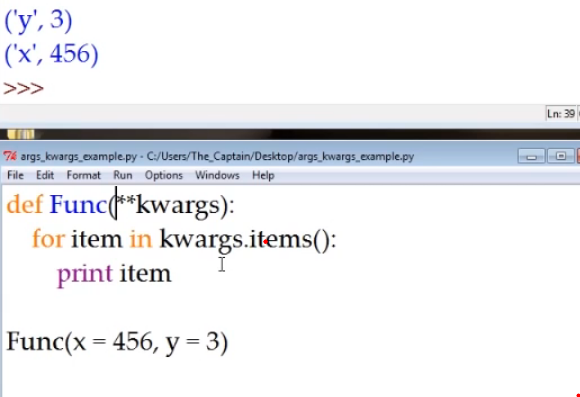 ('y', 3)
('x', 456)
>>>
Ln: 39
args_kwargs_example.py - C:/Users/The_Captain/Desktop/args_kwargs_example.py
File Edit Format Run Options Windows Help
def Func(**kwargs):
    for item in kwargs.items():
        print item
Func(x = 456, y = 3)